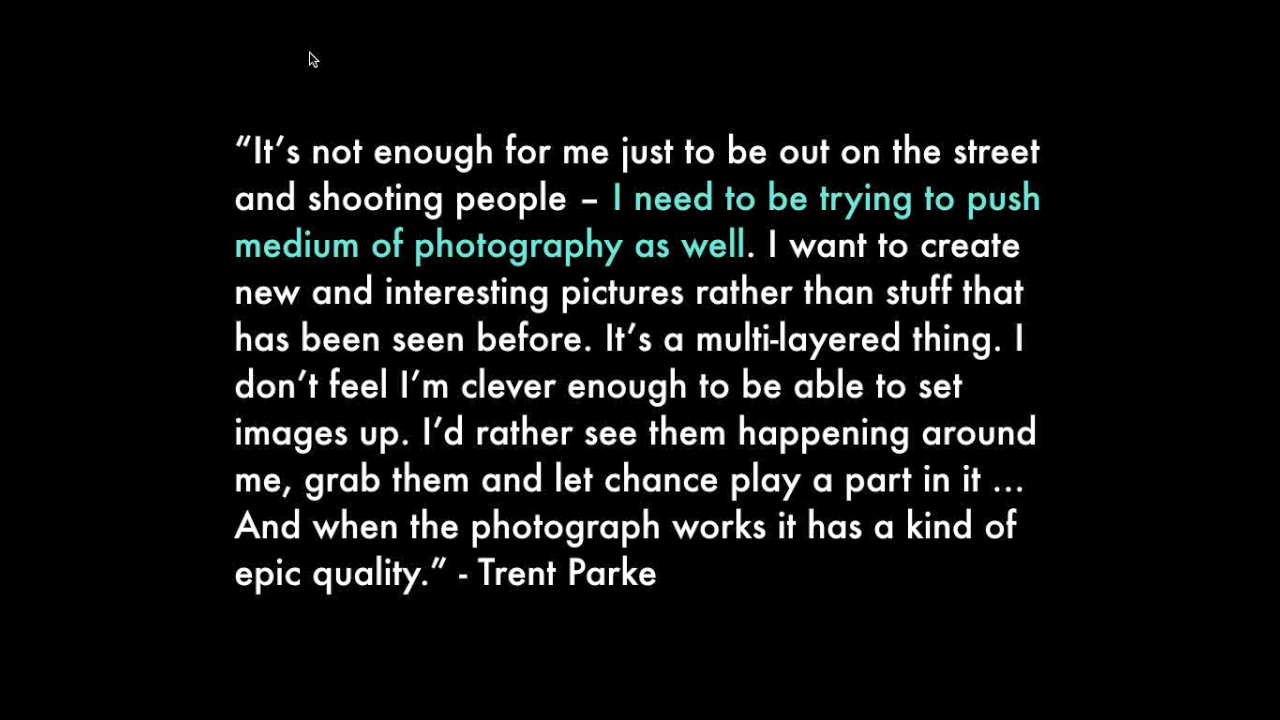 “It’s not enough for me just to be out on the street
and shooting people – I need to be trying to push
medium of photography as well. I want to create
new and interesting pictures rather than stuff that
has been seen before. It’s a multi-layered thing. I
don’t feel I’m clever enough to be able to set
images up. I’d rather see them happening around
me, grab them and let chance play a part in it ...
And when the photograph works it has a kind of
epic quality.” - Trent Parke